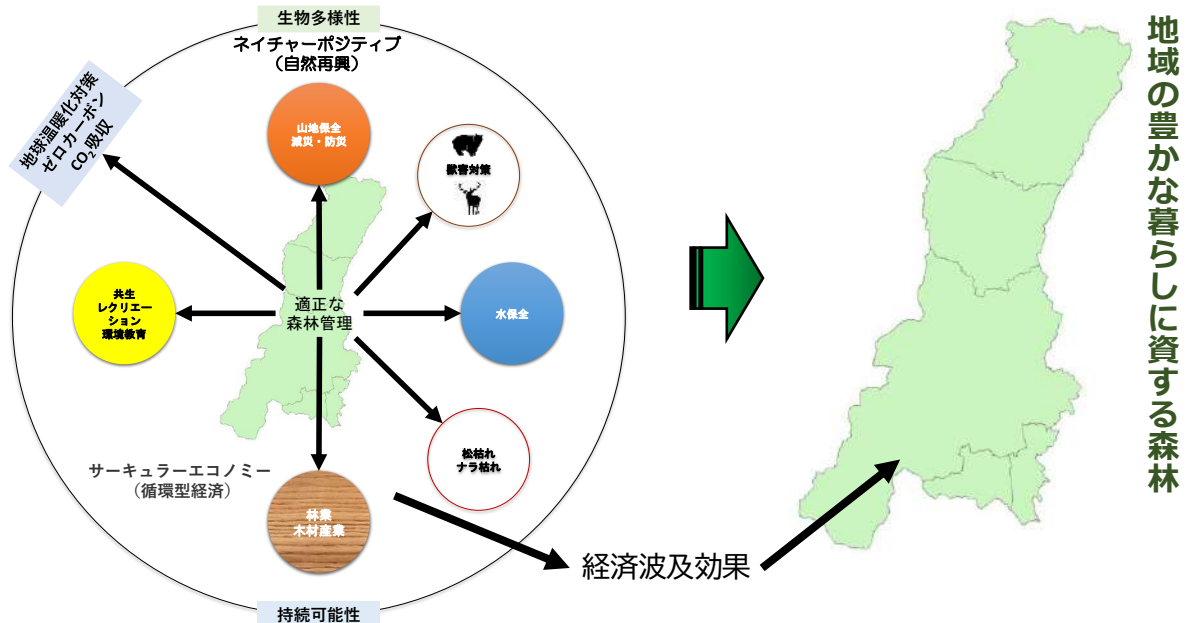 生物多様性
ネイチャーポジティブ
（自然再興）
地球温暖化対策
ゼロカーボン
CO₂吸収
山地保全
減災・防災
獣害対策
共生
レクリエー
ション
環境教育
適正な
森林管理
水保全
松枯れ
ナラ枯れ
サーキュラーエコノミー
（循環型経済）
林業
木材産業
経済波及効果
持続可能性
地域の豊かな暮らしに資する森林